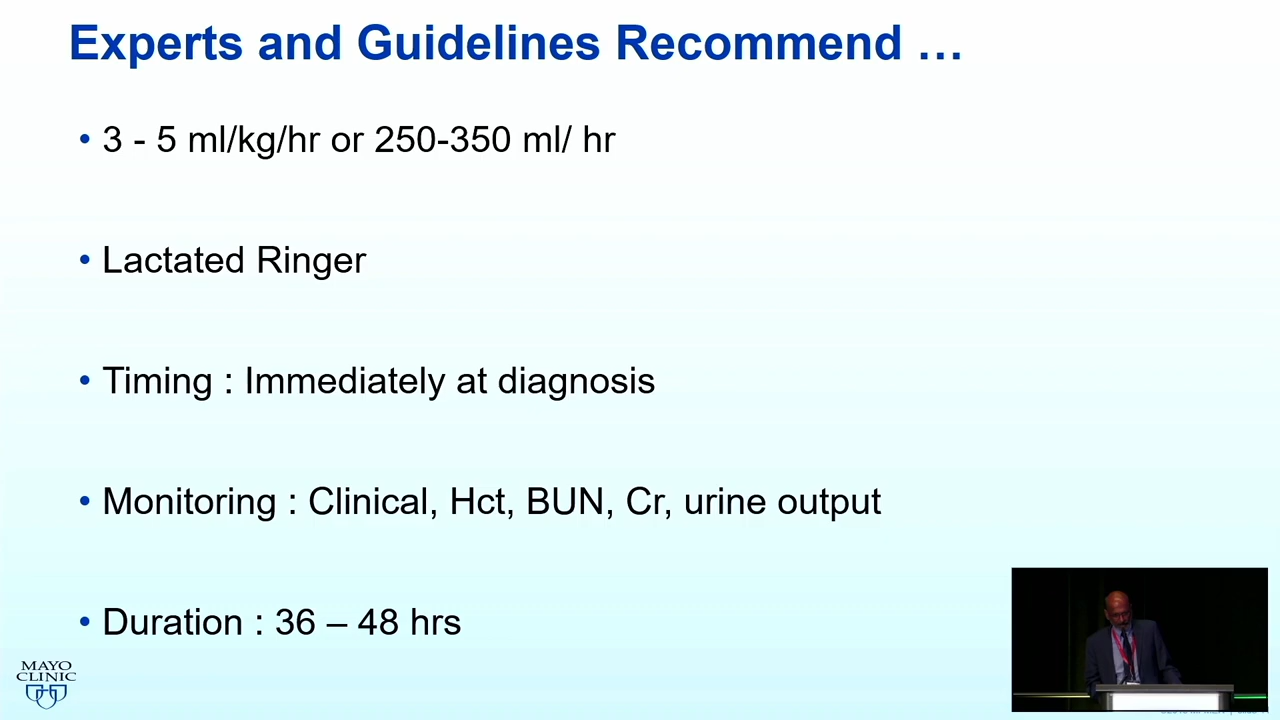 Experts and Guidelines Recommend …
• 3 - 5 ml/kg/hr or 250-350 ml/ hr
• Lactated Ringer
• Timing : Immediately at diagnosis
• Monitoring : Clinical, Hct, BUN, Cr, urine output
• Duration : 36 – 48 hrs
MAYO
CLINIC